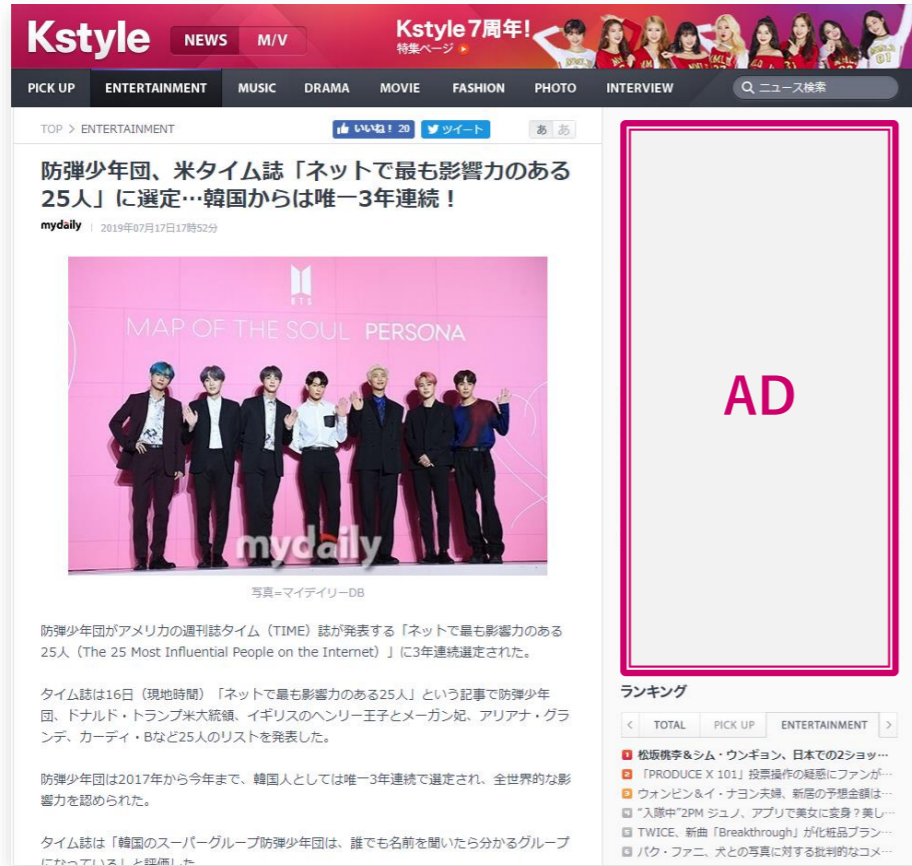 Kstyle
NEWS
M/V
Kstyle7周年!
特集ページ
PICK UP
ENTERTAINMENT
MUSIC
DRAMA
MOVIE
FASHION
PHOTO
INTERVIEW
ニュース検索
TOP > ENTERTAINMENT
いいね! 20
ツイート
あ あ
防弾少年団、米タイム誌「ネットで最も影響力のある
25人」に選定…韓国からは唯一3年連続!
mydaily | 2019年07月17日17時52分
BTS
MAP OF THE SOUL PERSONA
mydaily
写真=マイデイリーDB
防弾少年団がアメリカの週刊誌タイム(TIME)誌が発表する「ネットで最も影響力のある
25人(The 25 Most Influential People on the Internet)」に3年連続選定された。
タイム誌は16日(現地時間)「ネットで最も影響力のある25人」という記事で防弾少年
団、ドナルド・トランプ米大統領、イギリスのヘンリー王子とメーガン妃、アリアナ・グラ
ンデ、カーディ・Bなど25人のリストを発表した。
防弾少年団は2017年から今年まで、韓国人としては唯一3年連続で選定され、全世界的な影
響力を認められた。
タイム誌は「韓国のスーパーグループ防弾少年団は、誰でも名前を聞いたら分かるグループ
になっている」と評価した
AD
ランキング
< TOTAL PICK UP ENTERTAINMENT >
1 松坂桃李&シム・ウンギョン、日本での2ショッ…
2 「PRODUCE X 101」投票操作の疑惑にファンが…
3 ウォンビン&イ・ナヨン夫婦、新居の予想金額は…
4 "入隊中"2PM ジュノ、アプリで美女に変身?美し…
5 TWICE、新曲「Breakthrough」が化粧品ブラン…
6 パク・ファニ、犬との写真に対する批判的なコメ…